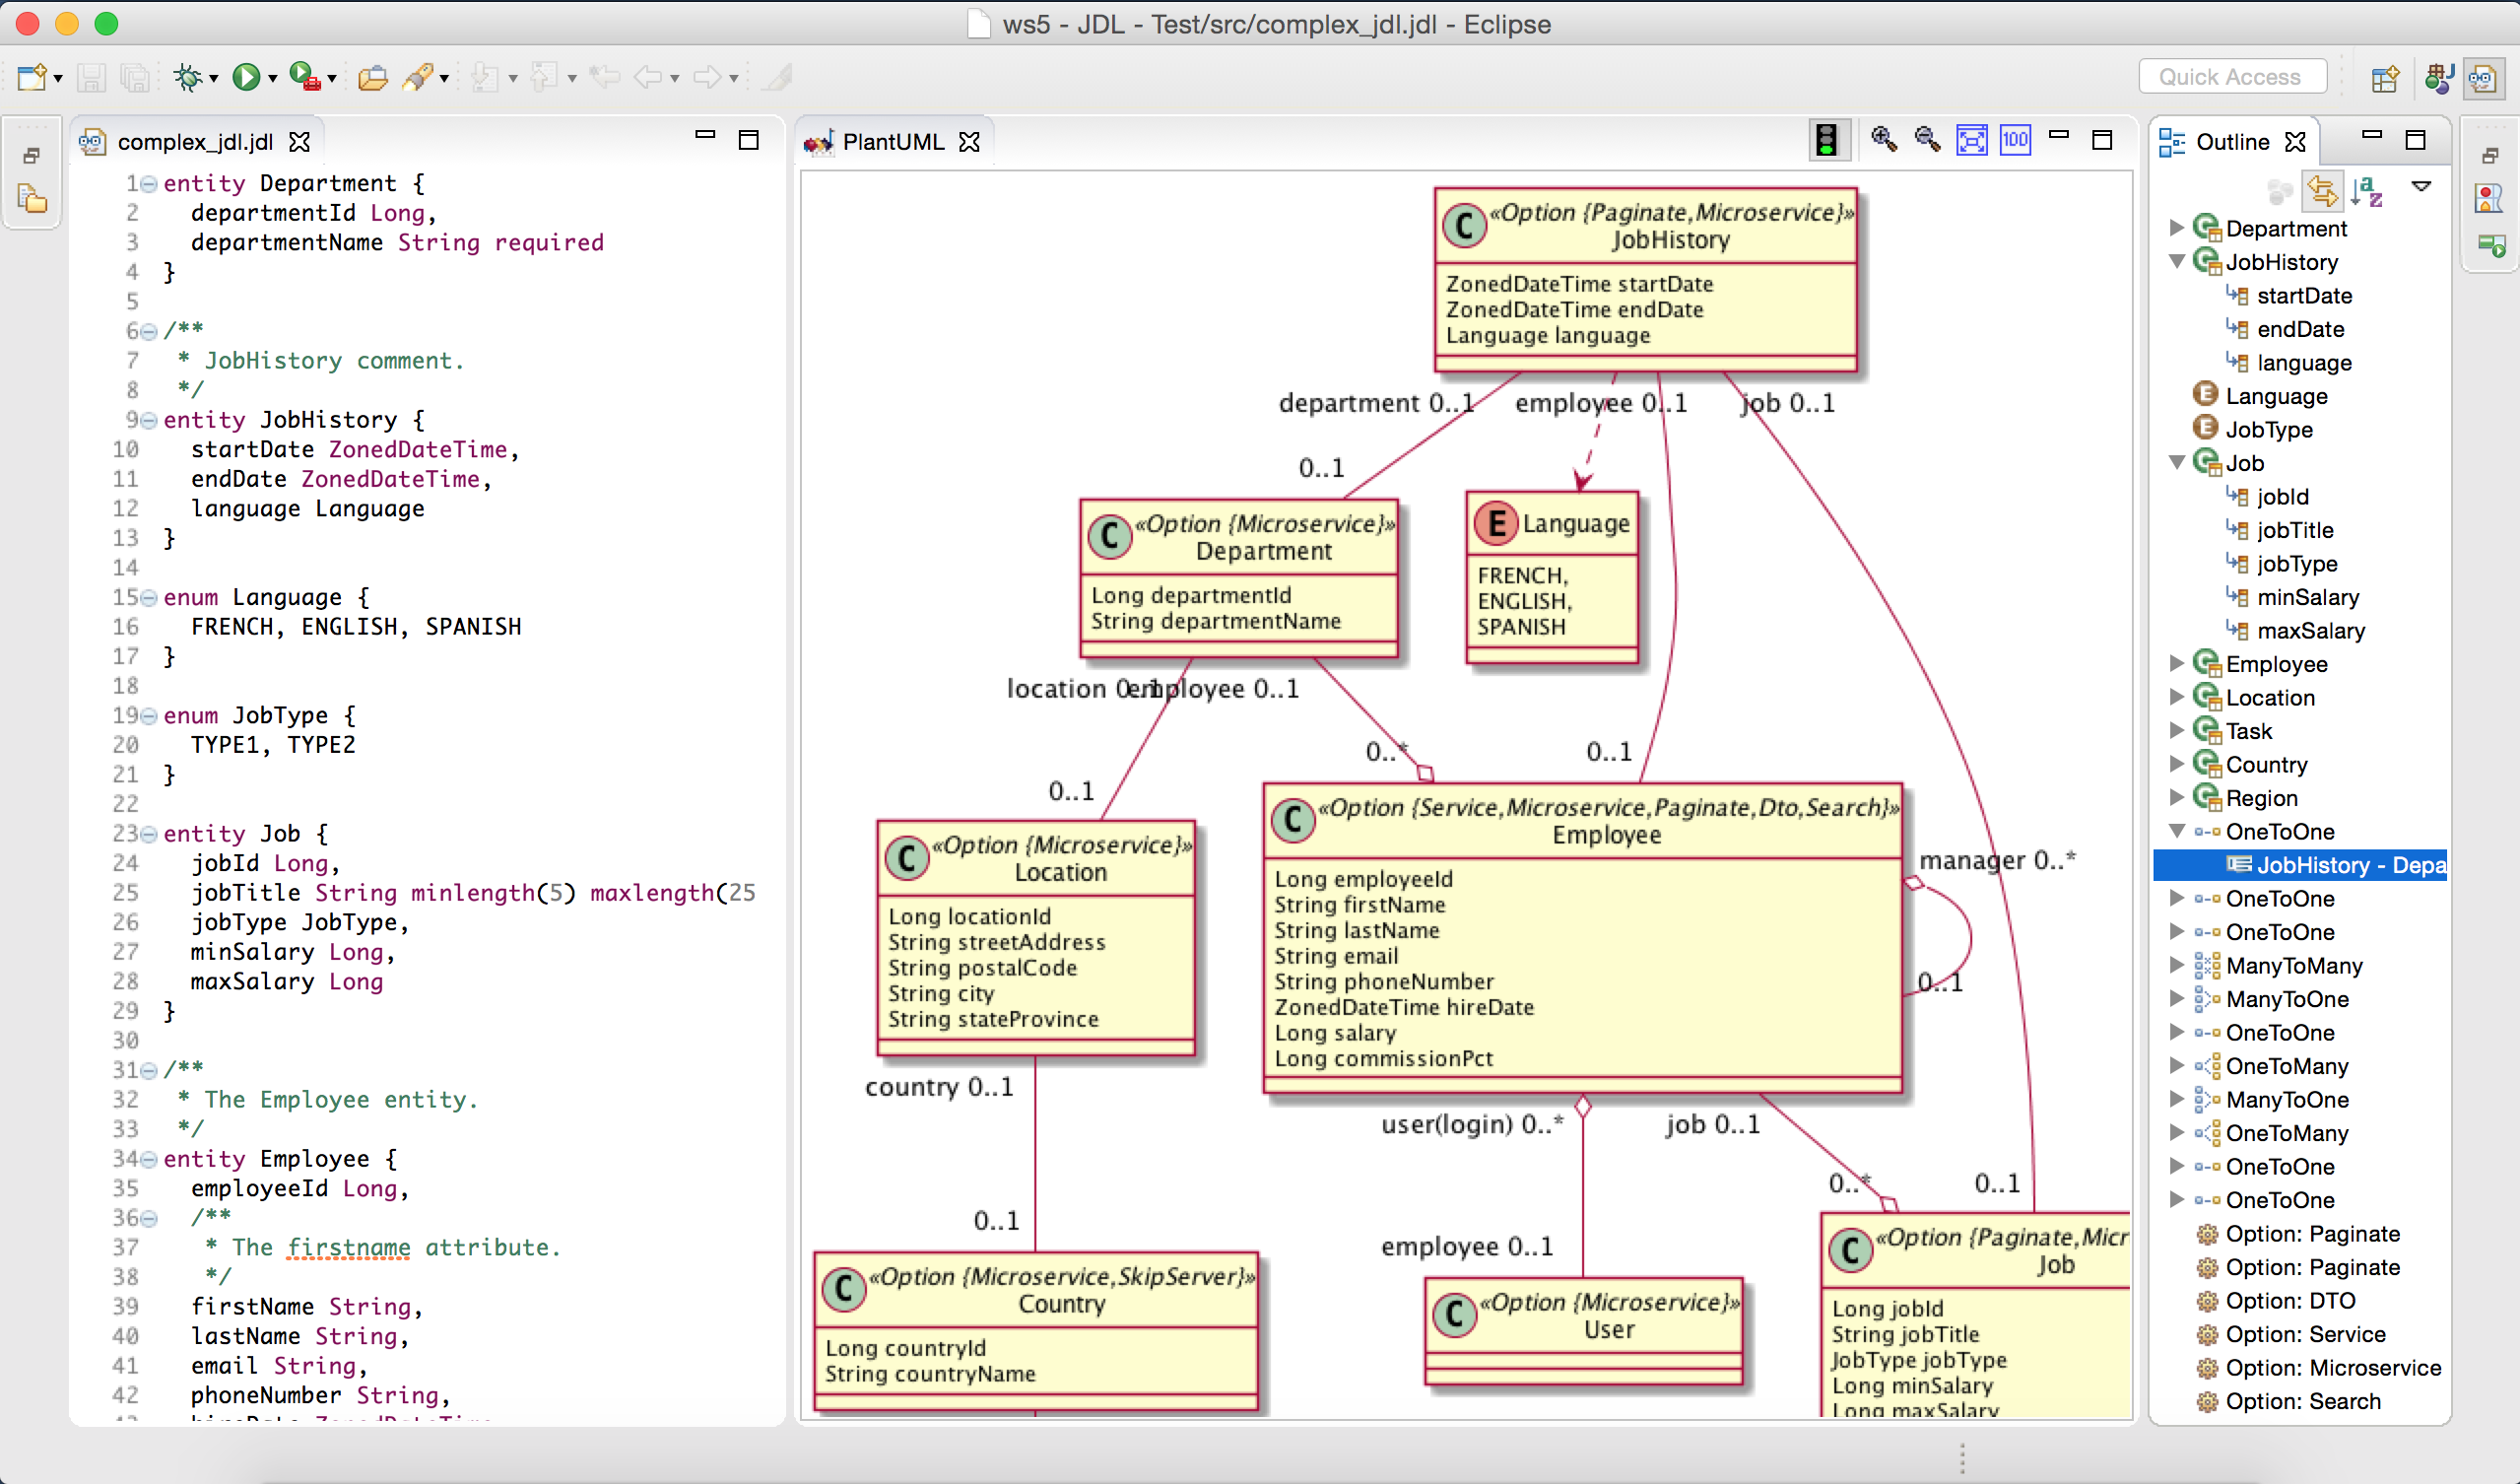 ws5 - JDL - Test/src/complex_jdl.jdl - Eclipse
Quick Access
complex_jdl.jdl
1 entity Department {
2 departmentId Long,
3 departmentName String required
4 }
5
6 /**
7 * JobHistory comment.
8 */
9 entity JobHistory {
10 startDate ZonedDateTime,
11 endDate ZonedDateTime,
12 language Language
13 }
14
15 enum Language {
16 FRENCH, ENGLISH, SPANISH
17 }
18
19 enum JobType {
20 TYPE1, TYPE2
21 }
22
23 entity Job {
24 jobId Long,
25 jobTitle String minlength(5) maxlength(25
26 jobType JobType,
27 minSalary Long,
28 maxSalary Long
29 }
30
31 /**
32 * The Employee entity.
33 */
34 entity Employee {
35 employeeId Long,
36 /**
37 * The firstname attribute.
38 */
39 firstName String,
40 lastName String,
41 email String,
42 phoneNumber String,
PlantUML
100
C «Option {Paginate,Microservice}»
JobHistory
ZonedDateTime startDate
ZonedDateTime endDate
Language language
department 0..1
employee 0..1
job 0..1
0..1
C «Option {Microservice}»
Department
Long departmentId
String departmentName
E Language
FRENCH,
ENGLISH,
SPANISH
location 0..1
employee 0..1
0..*
0..1
0..1
C «Option {Microservice}»
Location
Long locationId
String streetAddress
String postalCode
String city
String stateProvince
C «Option {Service,Microservice,Paginate,Dto,Search}»
Employee
Long employeeId
String firstName
String lastName
String email
String phoneNumber
ZonedDateTime hireDate
Long salary
Long commissionPct
manager 0..*
0..1
country 0..1
user(login) 0..*
job 0..1
0..*
0..1
0..1
employee 0..1
C «Option {Microservice,SkipServer}»
Country
Long countryId
String countryName
C «Option {Microservice}»
User
C «Option {Paginate,Micr
Job
Long jobId
String jobTitle
JobType jobType
Long minSalary
Long maxSalary
Outline
Department
JobHistory
startDate
endDate
language
E Language
E JobType
Job
jobId
jobTitle
jobType
minSalary
maxSalary
Employee
Location
Task
Country
Region
OneToOne
JobHistory - Depa
OneToOne
OneToOne
ManyToMany
ManyToOne
OneToOne
OneToMany
ManyToOne
OneToMany
OneToOne
OneToOne
Option: Paginate
Option: Paginate
Option: DTO
Option: Service
Option: Microservice
Option: Search